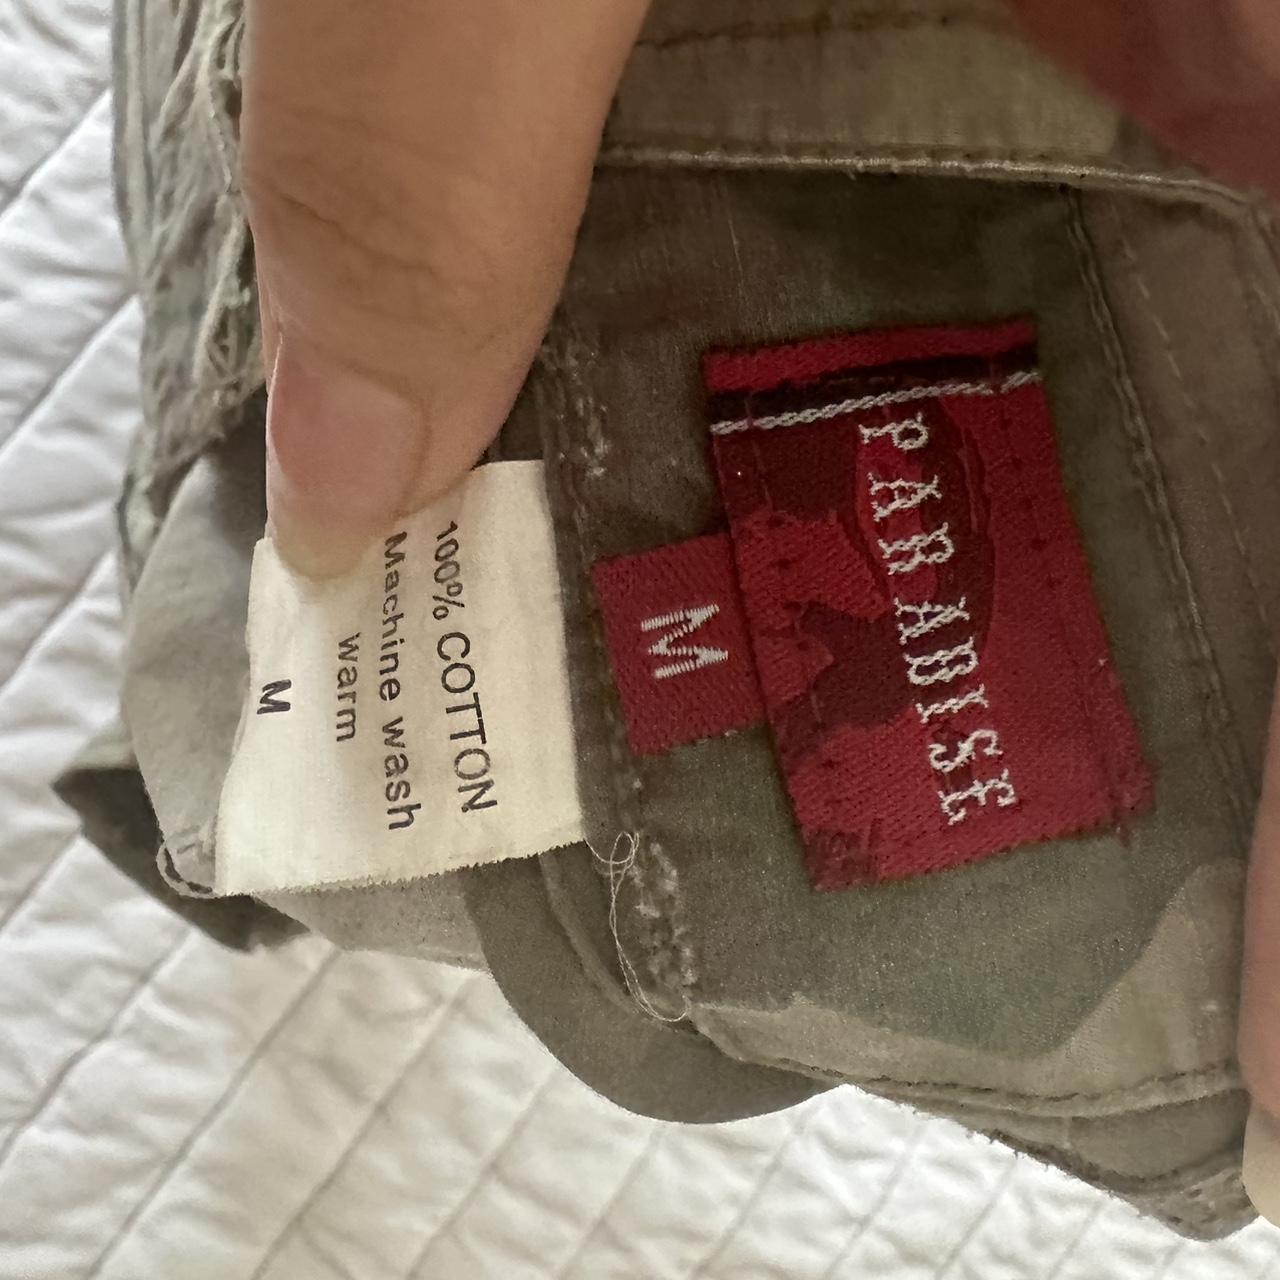 PARADISE
M
100% COTTON
Machine wash
warm
M